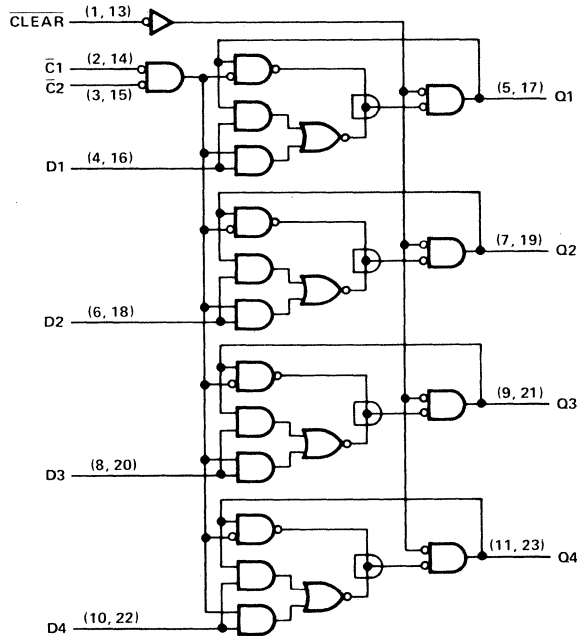 CLEAR (1, 13)
C̄1 (2, 14)
C̄2 (3, 15)
(5, 17) Q1
D1 (4, 16)
(7, 19) Q2
D2 (6, 18)
(9, 21) Q3
D3 (8, 20)
(11, 23) Q4
D4 (10, 22)